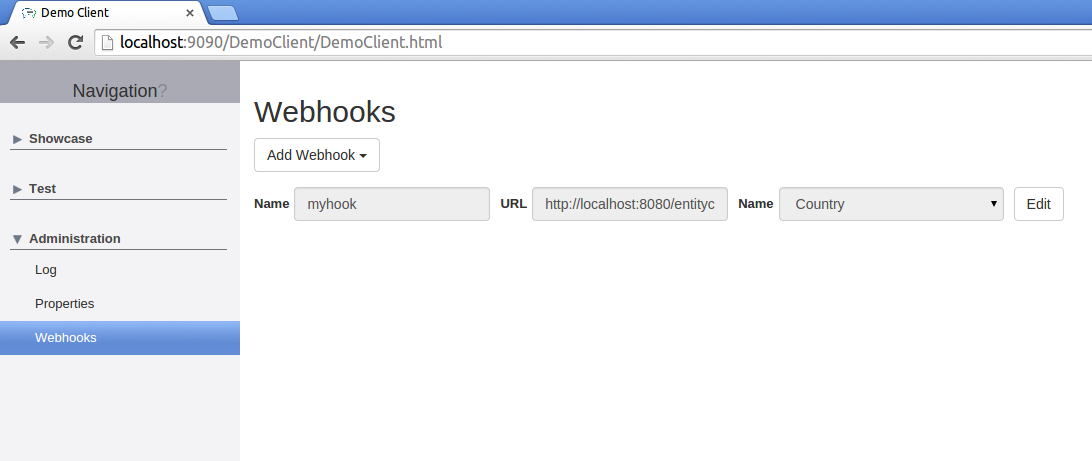 Demo Client
localhost:9090/DemoClient/DemoClient.html
Navigation?
Showcase
Test
Administration
Log
Properties
Webhooks
Webhooks
Add Webhook
Name myhook URL http://localhost:8080/entityc Name Country Edit